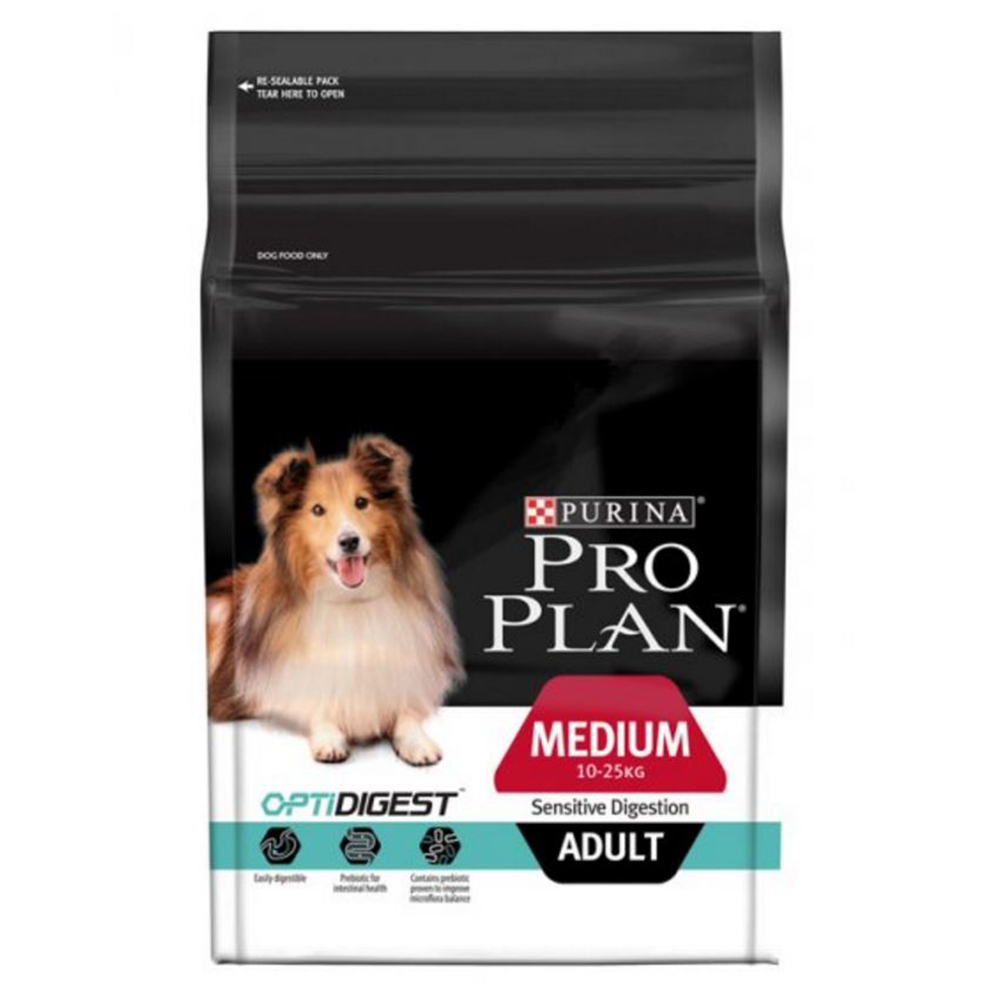 RE-SEALABLE PACK
TEAR HERE TO OPEN
DOG FOOD ONLY
PURINA®
PRO
PLAN®
MEDIUM
10-25KG
Sensitive Digestion
ADULT
OPTIDIGEST™
Easily digestible
Prebiotic for
intestinal health
Contains prebiotic
proven to improve
microflora balance